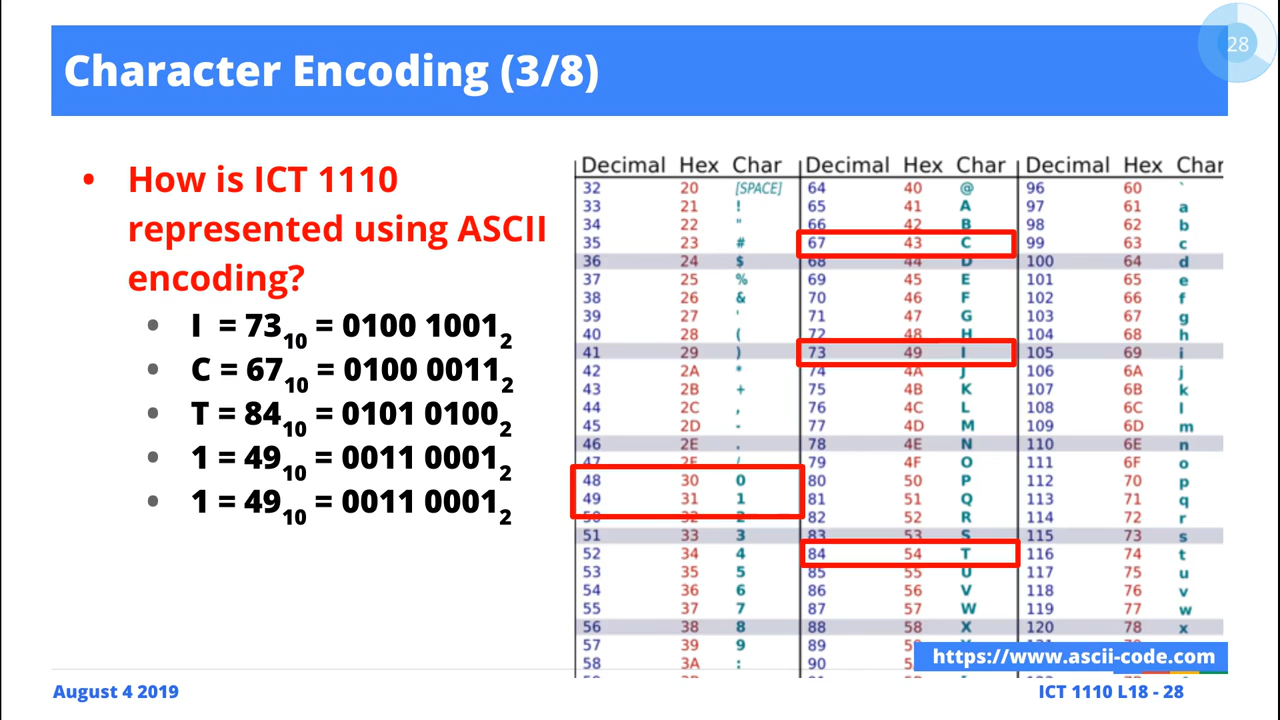 28
Character Encoding (3/8)
• How is ICT 1110
represented using ASCII
encoding?
• I = 73₁₀ = 0100 1001₂
• C = 67₁₀ = 0100 0011₂
• T = 84₁₀ = 0101 0100₂
• 1 = 49₁₀ = 0011 0001₂
• 1 = 49₁₀ = 0011 0001₂
Decimal Hex Char Decimal Hex Char Decimal Hex Char
32 20 [SPACE] 64 40 @ 96 60 `
33 21 ! 65 41 A 97 61 a
34 22 " 66 42 B 98 62 b
35 23 # 67 43 C 99 63 c
36 24 $ 68 44 D 100 64 d
37 25 % 69 45 E 101 65 e
38 26 & 70 46 F 102 66 f
39 27 ' 71 47 G 103 67 g
40 28 ( 72 48 H 104 68 h
41 29 ) 73 49 I 105 69 i
42 2A * 74 4A J 106 6A j
43 2B + 75 4B K 107 6B k
44 2C , 76 4C L 108 6C l
45 2D - 77 4D M 109 6D m
46 2E . 78 4E N 110 6E n
47 2F / 79 4F O 111 6F o
48 30 0 80 50 P 112 70 p
49 31 1 81 51 Q 113 71 q
50 32 2 82 52 R 114 72 r
51 33 3 83 53 S 115 73 s
52 34 4 84 54 T 116 74 t
53 35 5 85 55 U 117 75 u
54 36 6 86 56 V 118 76 v
55 37 7 87 57 W 119 77 w
56 38 8 88 58 X 120 78 x
57 39 9 89
58 3A : 90
https://www.ascii-code.com
August 4 2019
ICT 1110 L18 - 28